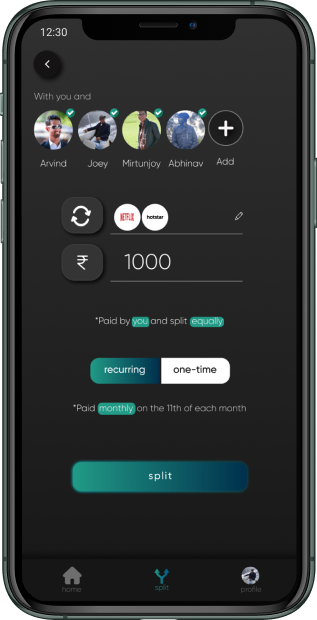 12:30
With you and
Arvind Joey Mirtunjoy Abhinav Add
NETFLIX hotstar
₹ 1000
*Paid by you and split equally
recurring one-time
*Paid monthly on the 11th of each month
split
home split profile